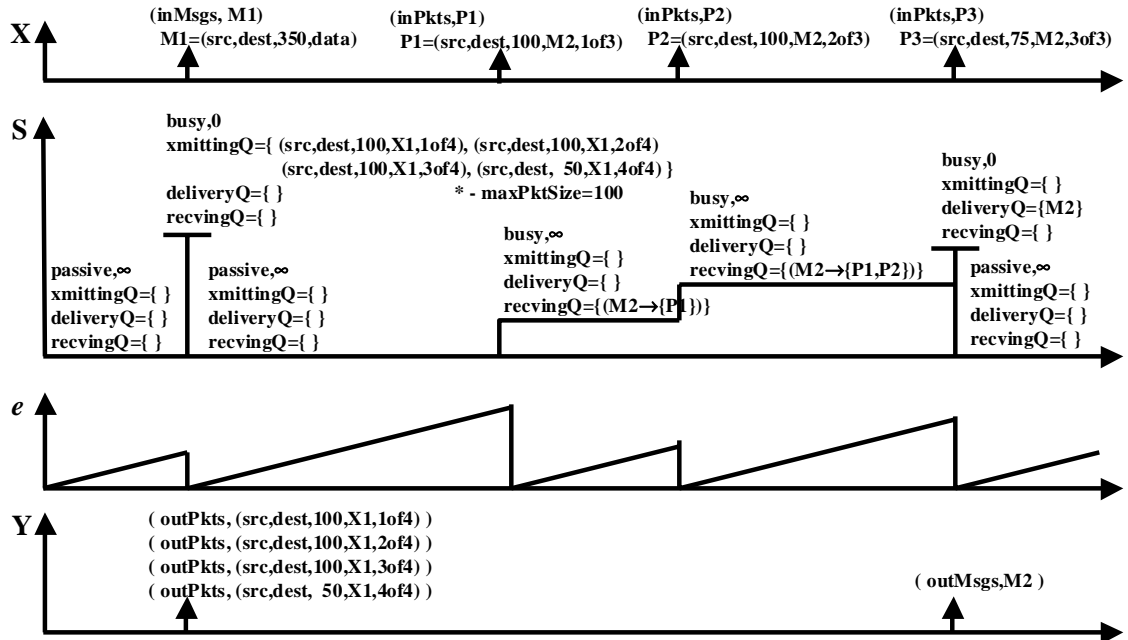 X
(inMsgs, M1)
M1=(src,dest,350,data)
(inPkts,P1)
P1=(src,dest,100,M2,1of3)
(inPkts,P2)
P2=(src,dest,100,M2,2of3)
(inPkts,P3)
P3=(src,dest,75,M2,3of3)
S
passive,∞
xmittingQ={ }
deliveryQ={ }
recvingQ={ }
busy,0
xmittingQ={ (src,dest,100,X1,1of4), (src,dest,100,X1,2of4)
(src,dest,100,X1,3of4), (src,dest, 50,X1,4of4) }
deliveryQ={ }
recvingQ={ }
* - maxPktSize=100
passive,∞
xmittingQ={ }
deliveryQ={ }
recvingQ={ }
busy,∞
xmittingQ={ }
deliveryQ={ }
recvingQ={(M2→{P1})}
busy,∞
xmittingQ={ }
deliveryQ={ }
recvingQ={(M2→{P1,P2})}
busy,0
xmittingQ={ }
deliveryQ={M2}
recvingQ={ }
passive,∞
xmittingQ={ }
deliveryQ={ }
recvingQ={ }
e
Y
( outPkts, (src,dest,100,X1,1of4) )
( outPkts, (src,dest,100,X1,2of4) )
( outPkts, (src,dest,100,X1,3of4) )
( outPkts, (src,dest, 50,X1,4of4) )
( outMsgs,M2 )